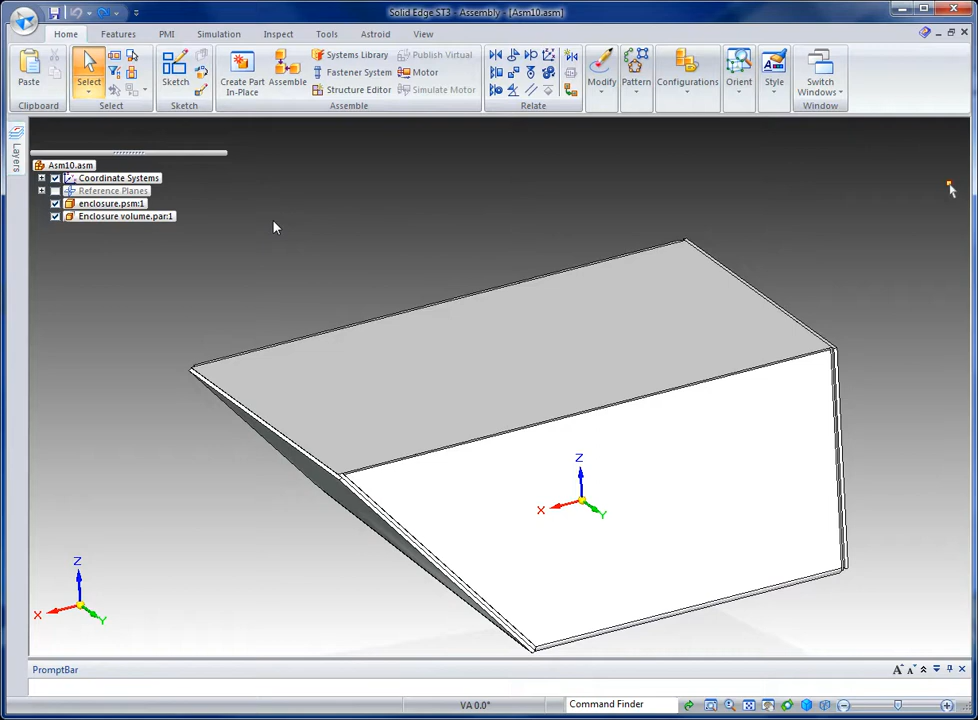 Solid Edge ST3 - Assembly - [Asm10.asm]
Home Features PMI Simulation Inspect Tools Astroid View
Systems Library Publish Virtual
Fastener System Motor
Structure Editor Simulate Motor
Paste Select Sketch Create Part In-Place Assemble Modify Pattern Configurations Orient Style Switch Windows
Clipboard Select Sketch Assemble Relate Window
Layers
Asm10.asm
Coordinate Systems
Reference Planes
enclosure.psm:1
Enclosure volume.par:1
Z
X
Y
Z
X
Y
PromptBar
VA 0.0° Command Finder